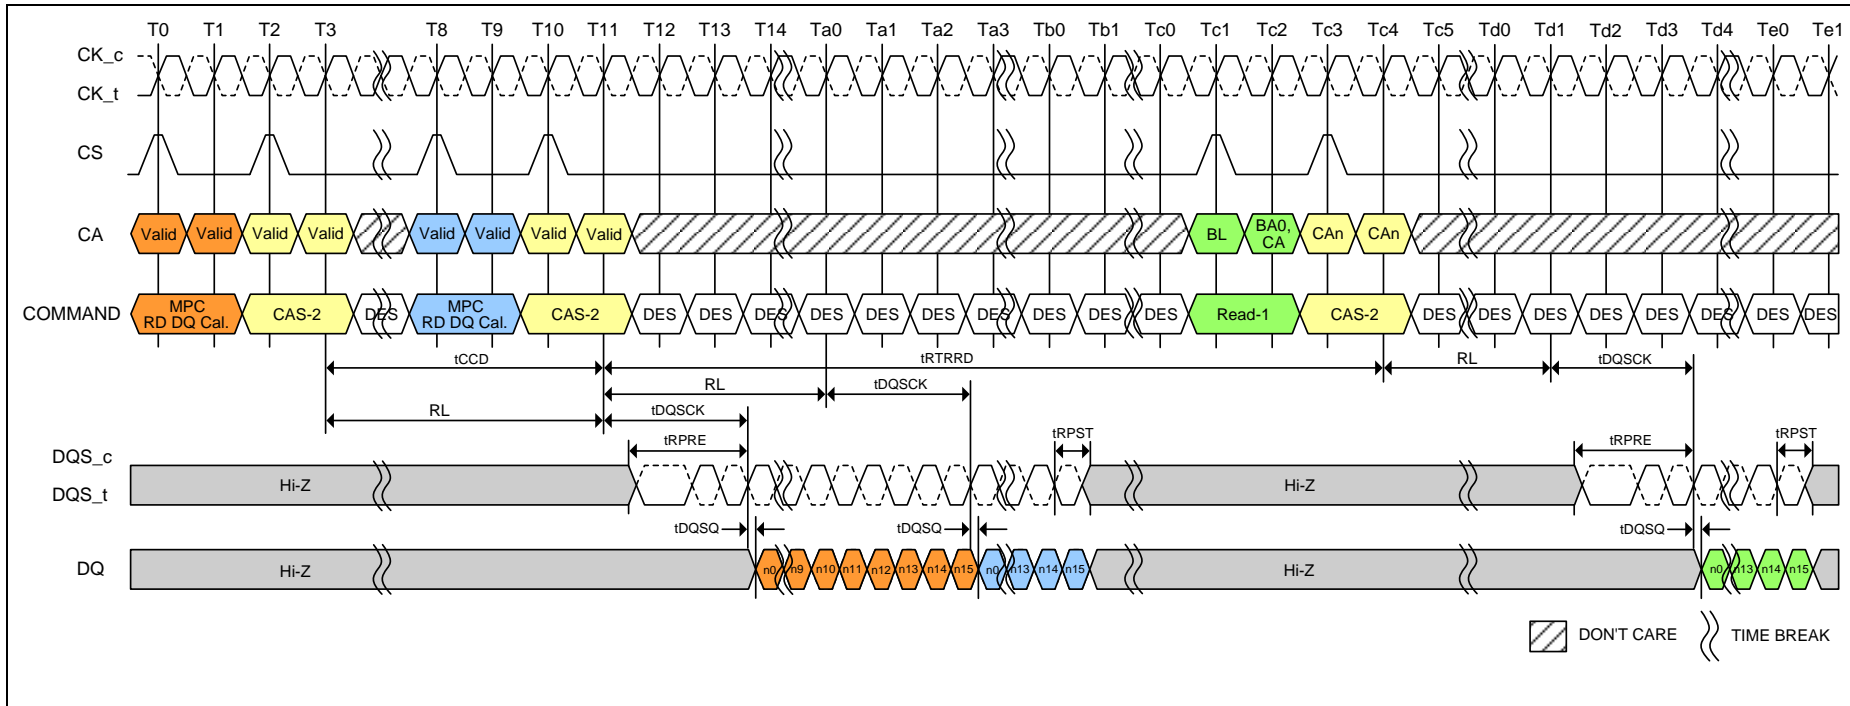 T0 T1 T2 T3 T8 T9 T10 T11 T12 T13 T14 Ta0 Ta1 Ta2 Ta3 Tb0 Tb1 Tc0 Tc1 Tc2 Tc3 Tc4 Tc5 Td0 Td1 Td2 Td3 Td4 Te0 Te1
CK_c
CK_t
CS
CA Valid Valid Valid Valid Valid Valid Valid Valid BL BA0, CA CAn CAn
COMMAND MPC RD DQ Cal. CAS-2 DES MPC RD DQ Cal. CAS-2 DES DES DES DES DES DES DES DES DES DES Read-1 CAS-2 DES DES DES DES DES DES DES DES
tCCD tRTRRD RL tDQSCK
RL tDQSCK
RL tDQSCK
tRPRE tRPST tRPRE tRPST
DQS_c
DQS_t Hi-Z Hi-Z
tDQSQ tDQSQ tDQSQ
DQ Hi-Z n0 n9 n10 n11 n12 n13 n14 n15 n0 n13 n14 n15 Hi-Z n0 n13 n14 n15
DON'T CARE TIME BREAK